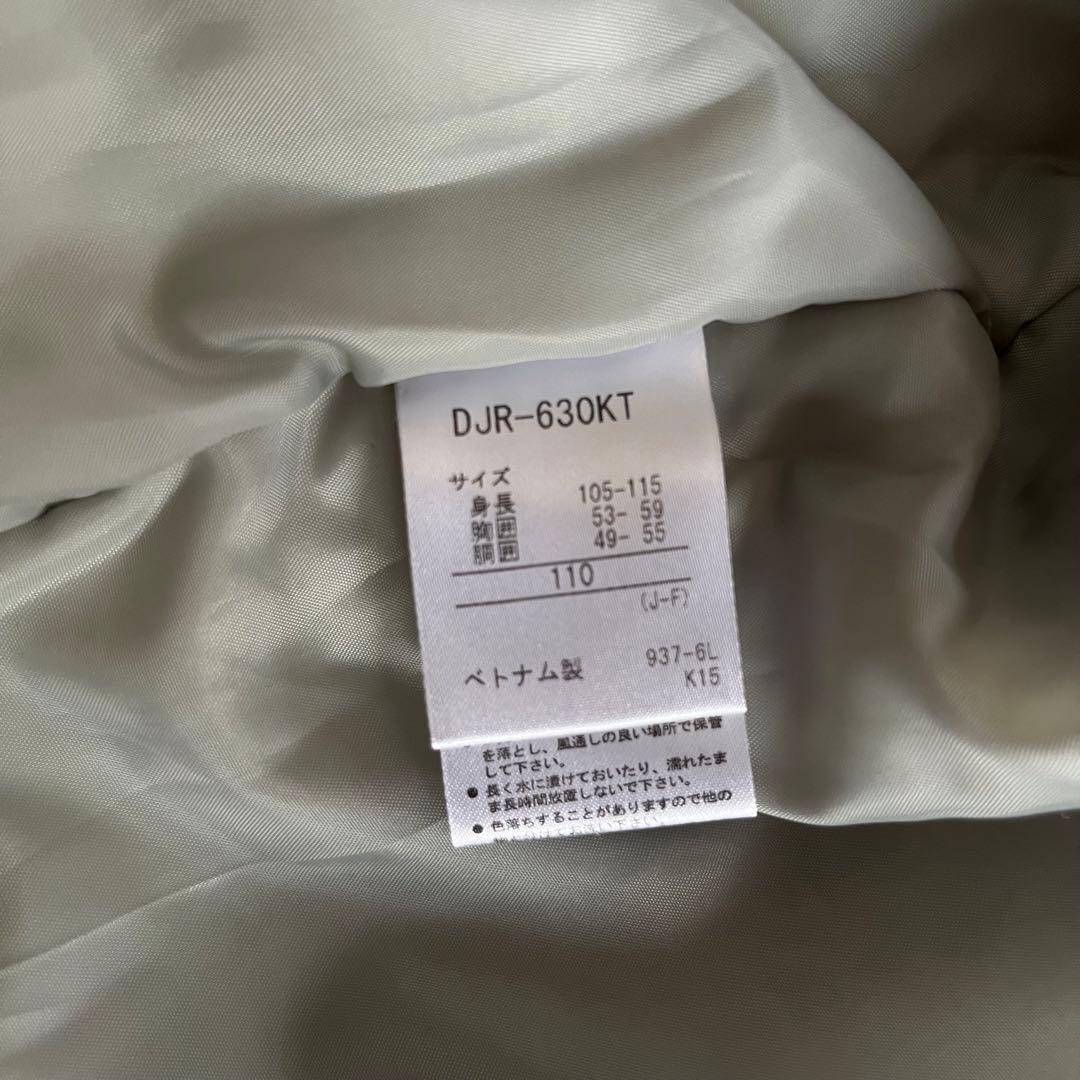 DJR-630KT
サイズ
身長 105-115
胸囲 53- 59
胴囲 49- 55
110
(J-F)
ベトナム製 937-6L
K15
を落とし、風通しの良い場所で保管
して下さい。
● 長く水に漬けておいたり、濡れたま
ま長時間放置しないで下さい。
● 色落ちすることがありますので他の